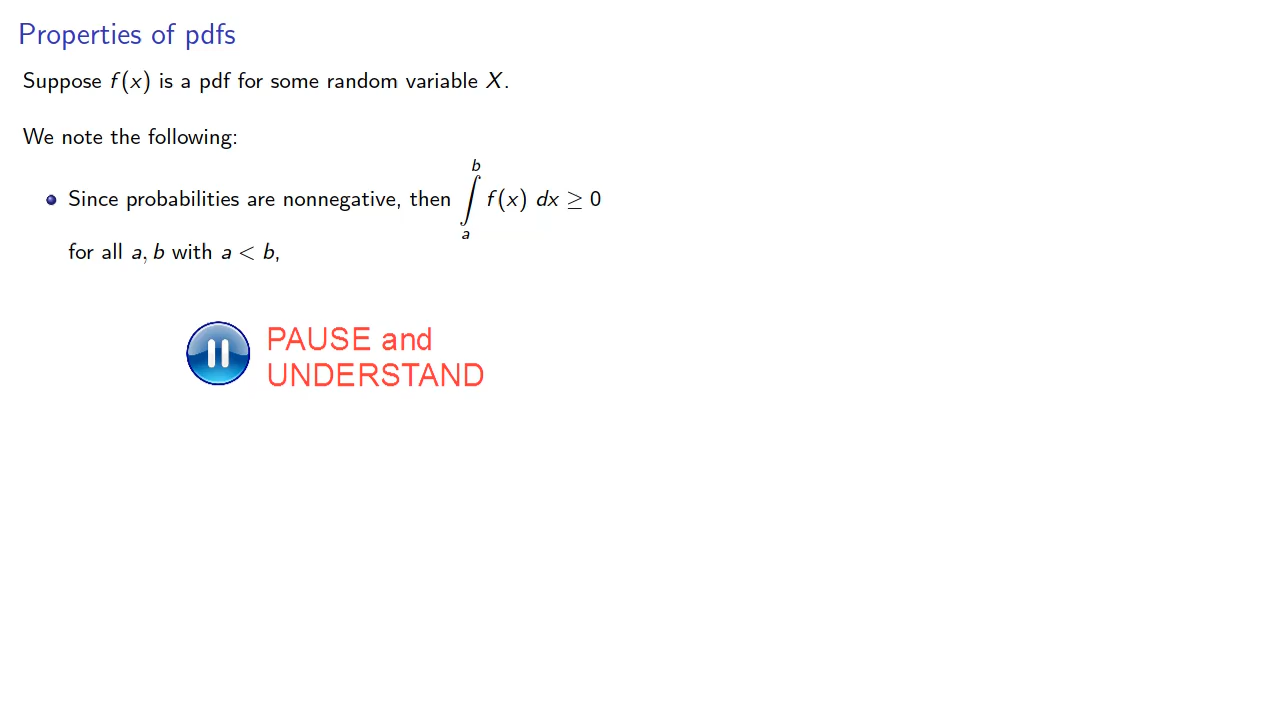 Properties of pdfs
Suppose f(x) is a pdf for some random variable X.
We note the following:
Since probabilities are nonnegative, then ∫_a^b f(x) dx ≥ 0
for all a, b with a < b,
PAUSE and
UNDERSTAND